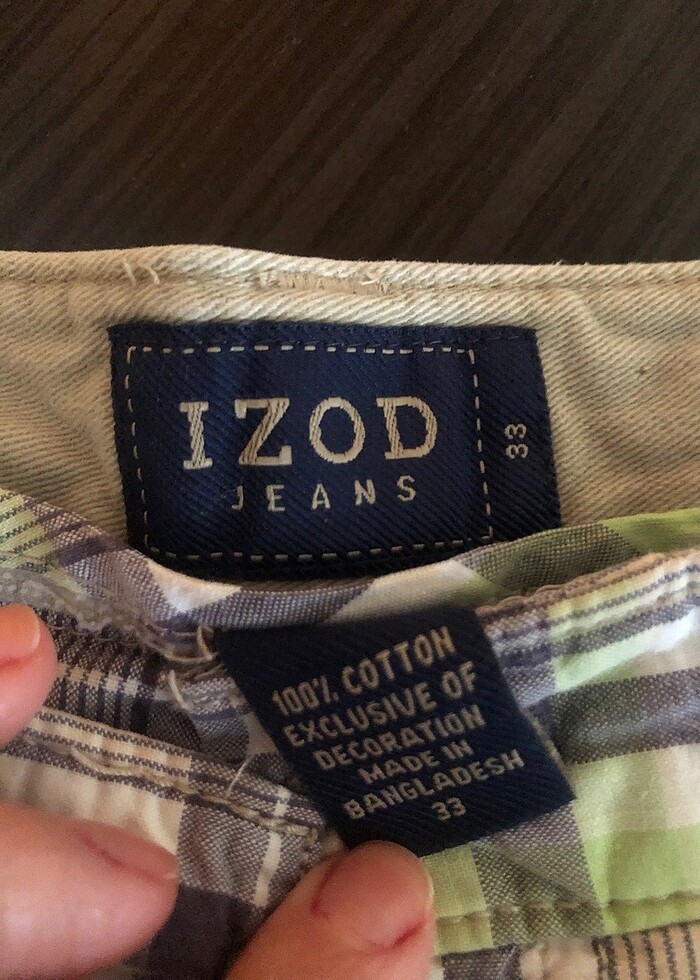 IZOD
JEANS
33
100% COTTON
EXCLUSIVE OF
DECORATION
MADE IN
BANGLADESH
33